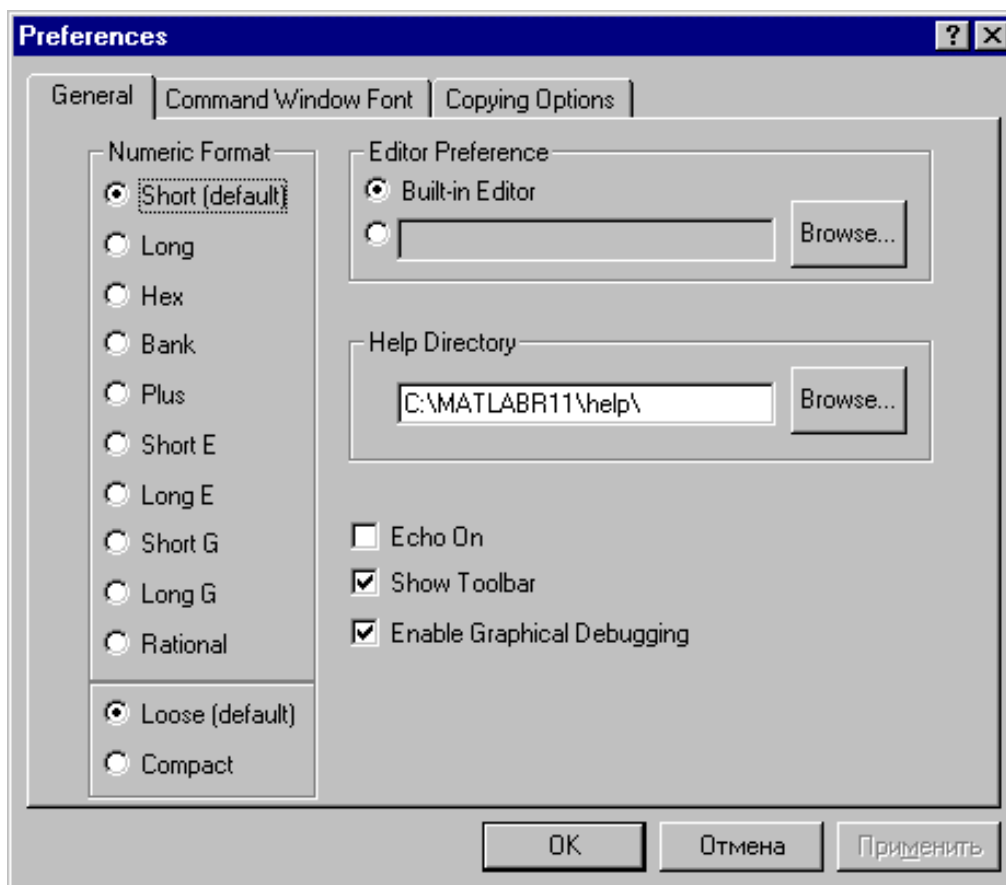 Preferences
General Command Window Font Copying Options
Numeric Format
Short (default)
Long
Hex
Bank
Plus
Short E
Long E
Short G
Long G
Rational
Loose (default)
Compact
Editor Preference
Built-in Editor
Browse...
Help Directory
C:\MATLABR11\help\
Browse...
Echo On
Show Toolbar
Enable Graphical Debugging
OK Отмена Применить